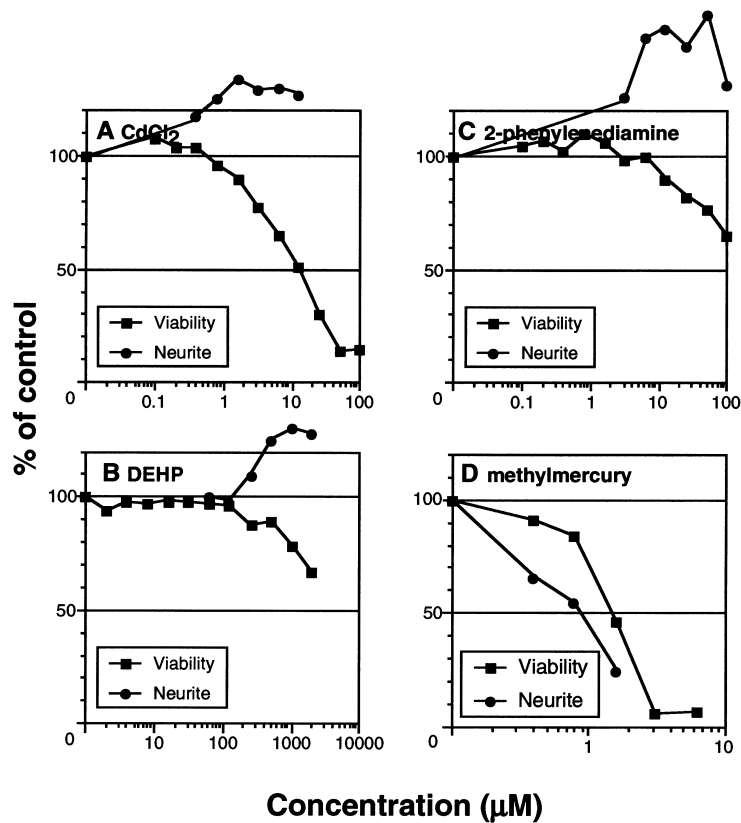 A CdCl2
100
50
0
0.1
1
10
100
Viability
Neurite
C 2-phenylenediamine
100
50
0
0.1
1
10
100
Viability
Neurite
% of control
B DEHP
100
50
0
10
100
1000
10000
Viability
Neurite
D methylmercury
100
50
0
1
10
Viability
Neurite
Concentration (µM)